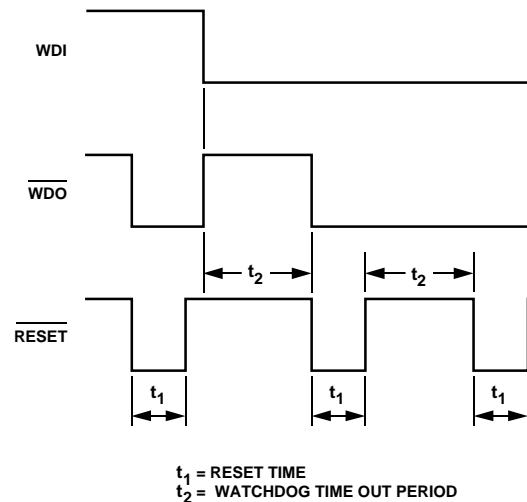 WDI
WDO
t2
t2
RESET
t1
t1
t1
t1 = RESET TIME
t2 = WATCHDOG TIME OUT PERIOD